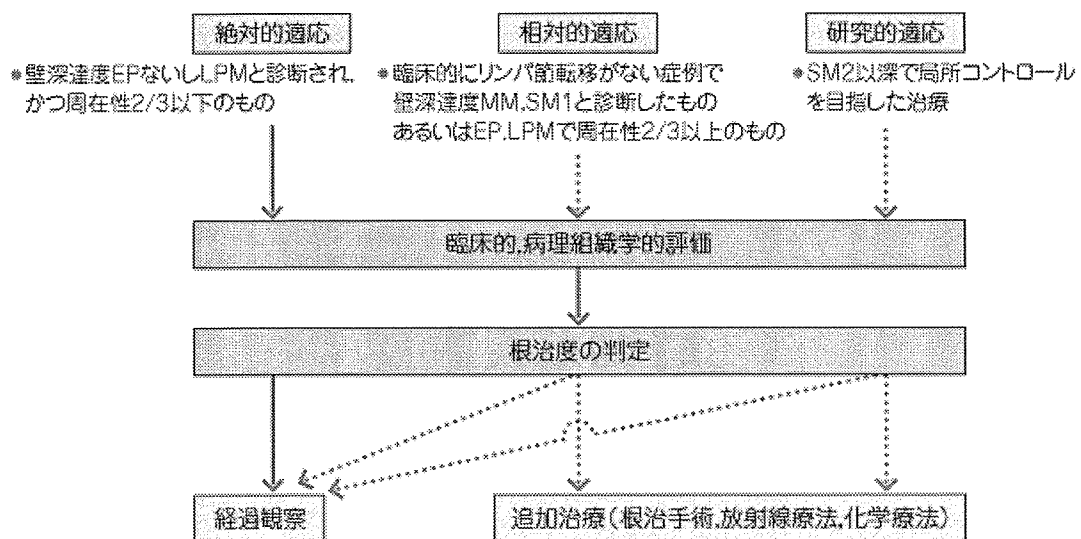 絶対的適応
相対的適応
研究的適応
●壁深達度EPないしLPMと診断され,
かつ周在性2/3以下のもの
●臨床的にリンパ節転移がない症例で
壁深達度MM,SM1と診断したもの
あるいはEP,LPMで周在性2/3以上のもの
●SM2以深で局所コントロール
を目指した治療
臨床的,病理組織学的評価
根治度の判定
経過観察
追加治療(根治手術,放射線療法,化学療法)